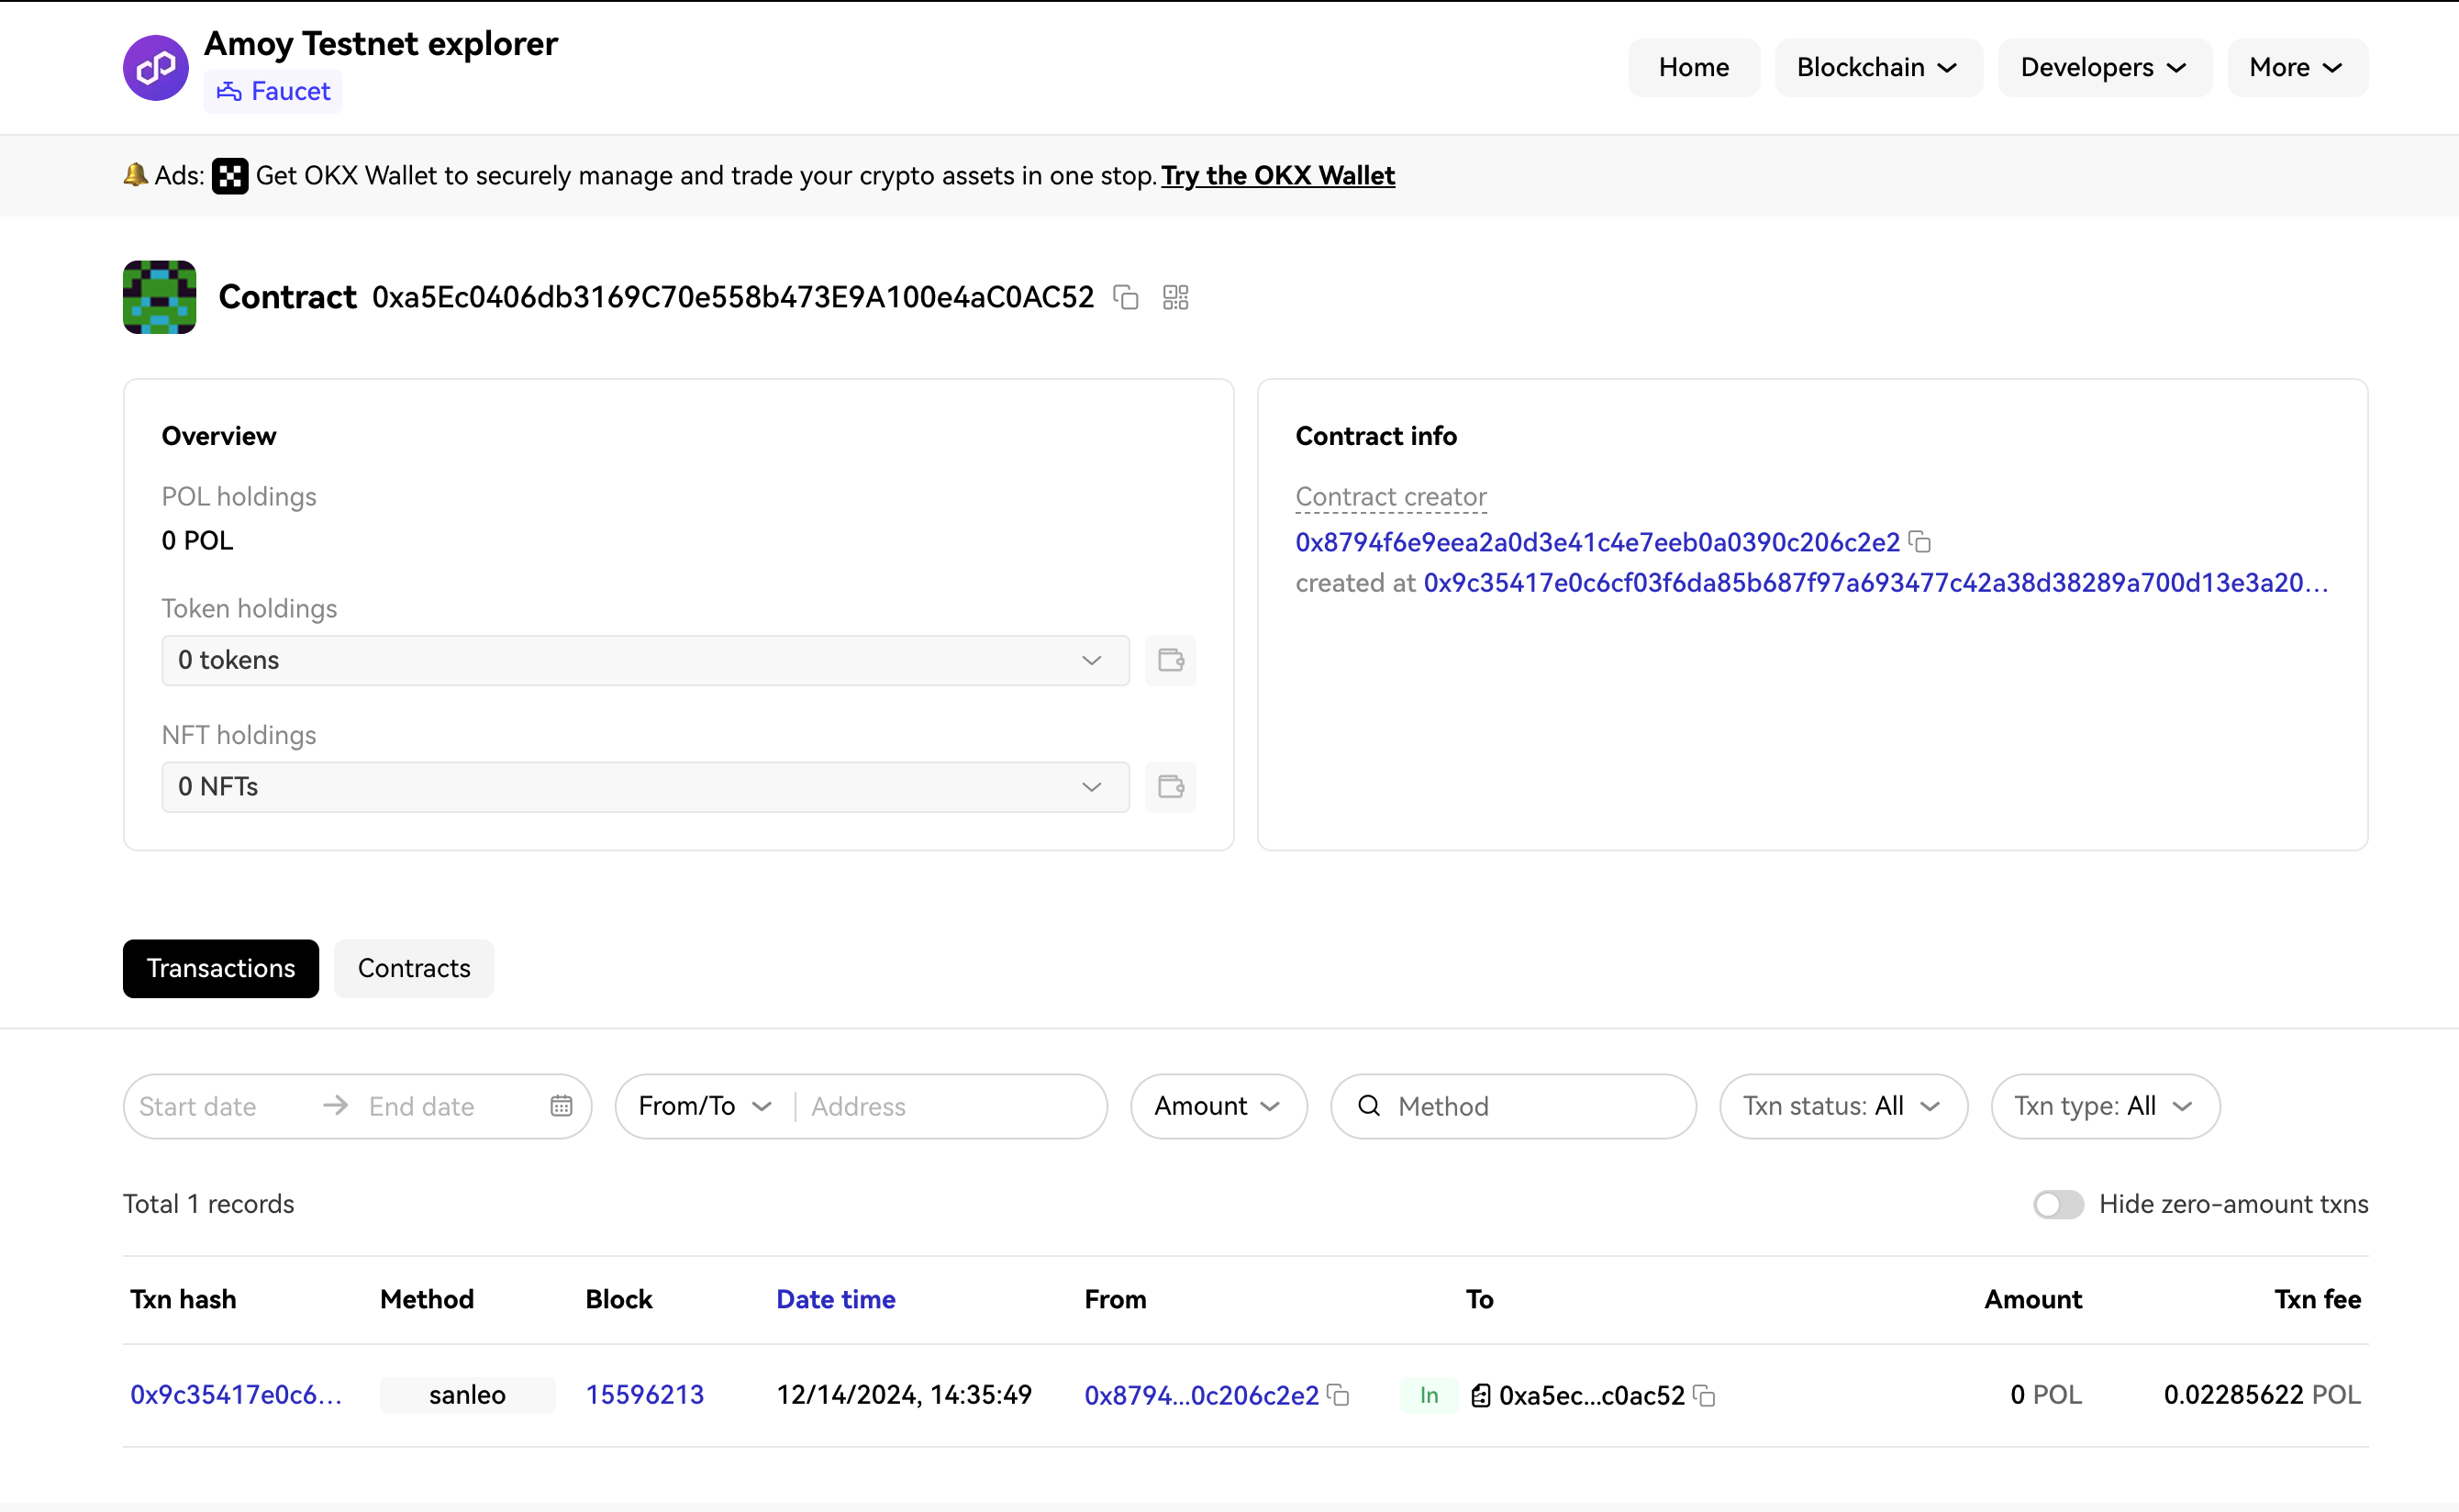 Amoy Testnet explorer
Faucet
Home
Blockchain
Developers
More
Ads: Get OKX Wallet to securely manage and trade your crypto assets in one stop. Try the OKX Wallet
Contract 0xa5Ec0406db3169C70e558b473E9A100e4aC0AC52
Overview
POL holdings
0 POL
Token holdings
0 tokens
NFT holdings
0 NFTs
Contract info
Contract creator
0x8794f6e9eea2a0d3e41c4e7eeb0a0390c206c2e2
created at 0x9c35417e0c6cf03f6da85b687f97a693477c42a38d38289a700d13e3a20...
Transactions
Contracts
Start date
End date
From/To
Address
Amount
Method
Txn status: All
Txn type: All
Total 1 records
Hide zero-amount txns
Txn hash Method Block Date time From To Amount Txn fee
0x9c35417e0c6... sanleo 15596213 12/14/2024, 14:35:49 0x8794...0c206c2e2 In 0xa5ec...c0ac52 0 POL 0.02285622 POL